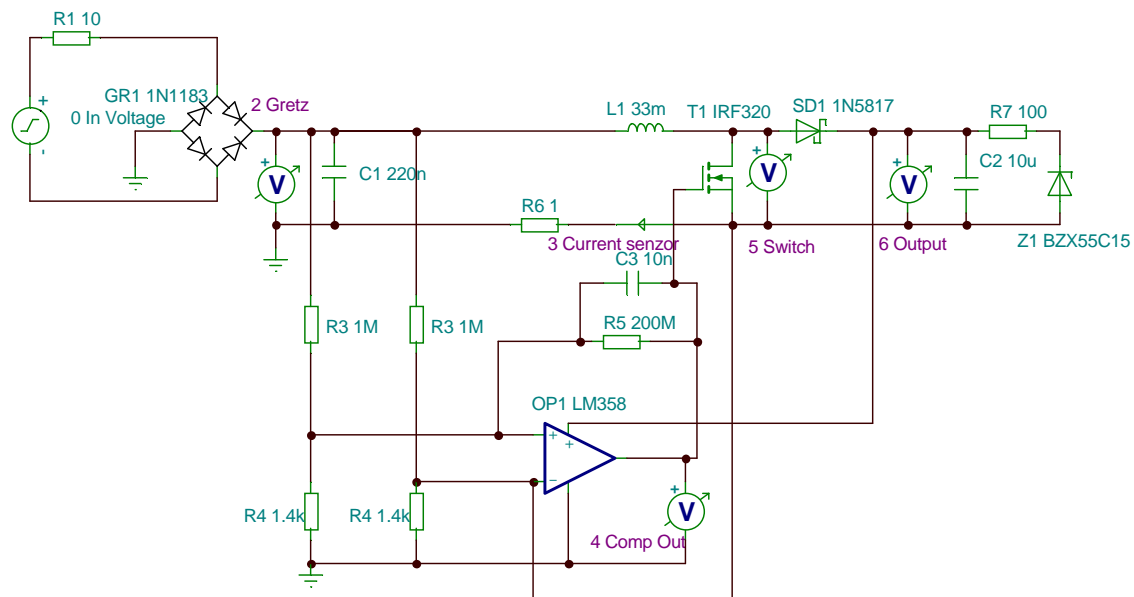 R1 10
+
-
GR1 1N1183
0 In Voltage
2 Gretz
+
V
C1 220n
L1 33m
T1 IRF320
SD1 1N5817
R7 100
+
V
+
V
C2 10u
Z1 BZX55C15
R6 1
3 Current senzor
5 Switch
6 Output
C3 10n
R3 1M
R3 1M
R5 200M
OP1 LM358
+
+
-
R4 1.4k
R4 1.4k
+
V
4 Comp Out